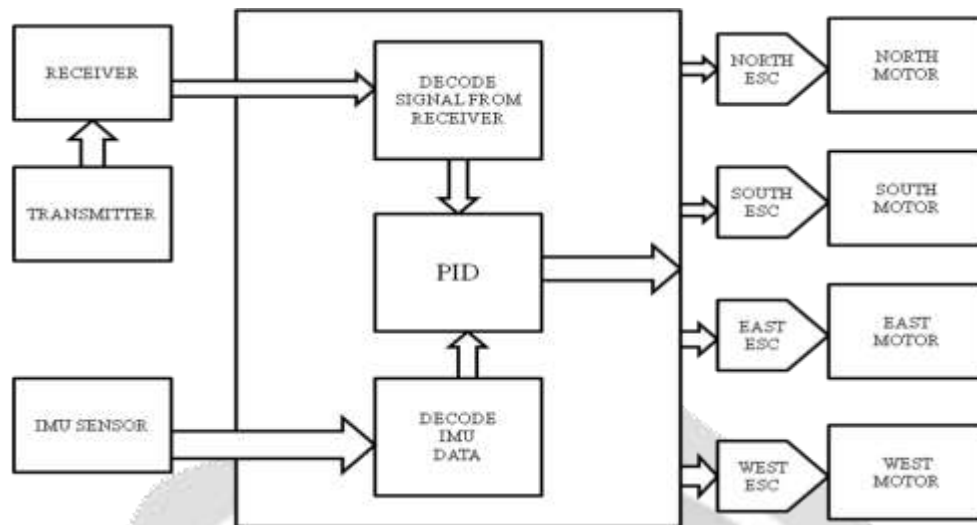 RECEIVER
TRANSMITTER
IMU SENSOR
DECODE
SIGNAL FROM
RECEIVER
PID
DECODE
IMU
DATA
NORTH
ESC
NORTH
MOTOR
SOUTH
ESC
SOUTH
MOTOR
EAST
ESC
EAST
MOTOR
WEST
ESC
WEST
MOTOR